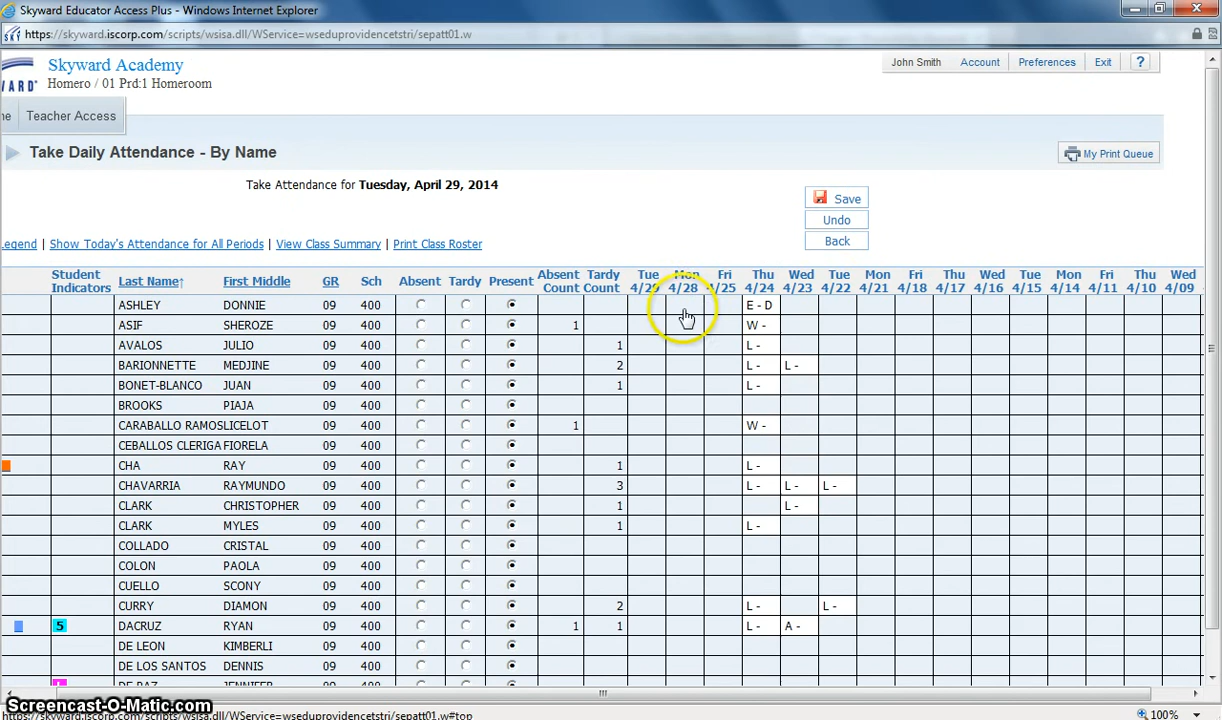 Skyward Educator Access Plus - Windows Internet Explorer
https://skyward.iscorp.com/scripts/wsisa.dll/WService=wseduprovidencetstri/sepatt01.w
Skyward Academy
John Smith Account Preferences Exit ?
Homero / 01 Prd:1 Homeroom
Teacher Access
Take Daily Attendance - By Name
My Print Queue
Take Attendance for Tuesday, April 29, 2014
Save
Undo
Back
egend | Show Today's Attendance for All Periods | View Class Summary | Print Class Roster
Student Indicators Last Name↑ First Middle GR Sch Absent Tardy Present Absent Count Tardy Count Tue 4/29 Mon 4/28 Fri 4/25 Thu 4/24 Wed 4/23 Tue 4/22 Mon 4/21 Fri 4/18 Thu 4/17 Wed 4/16 Tue 4/15 Mon 4/14 Fri 4/11 Thu 4/10 Wed 4/09
ASHLEY DONNIE 09 400 E - D
ASIF SHEROZE 09 400 1 W -
AVALOS JULIO 09 400 1 L -
BARIONNETTE MEDJINE 09 400 2 L - L -
BONET-BLANCO JUAN 09 400 1 L -
BROOKS PIAJA 09 400
CARABALLO RAMOS LICELOT 09 400 1 W -
CEBALLOS CLERIGA FIORELA 09 400
CHA RAY 09 400 1 L -
CHAVARRIA RAYMUNDO 09 400 3 L - L - L -
CLARK CHRISTOPHER 09 400 1 L -
CLARK MYLES 09 400 1 L -
COLLADO CRISTAL 09 400
COLON PAOLA 09 400
CUELLO SCONY 09 400
CURRY DIAMON 09 400 2 L - L -
5 DACRUZ RYAN 09 400 1 1 L - A -
DE LEON KIMBERLI 09 400
DE LOS SANTOS DENNIS 09 400
DE PAZ JENNIFER
Screencast-O-Matic.com
https://skyward.iscorp.com/scripts/wsisa.dll/WService=wseduprovidencetstri/sepatt01.w#top
100%